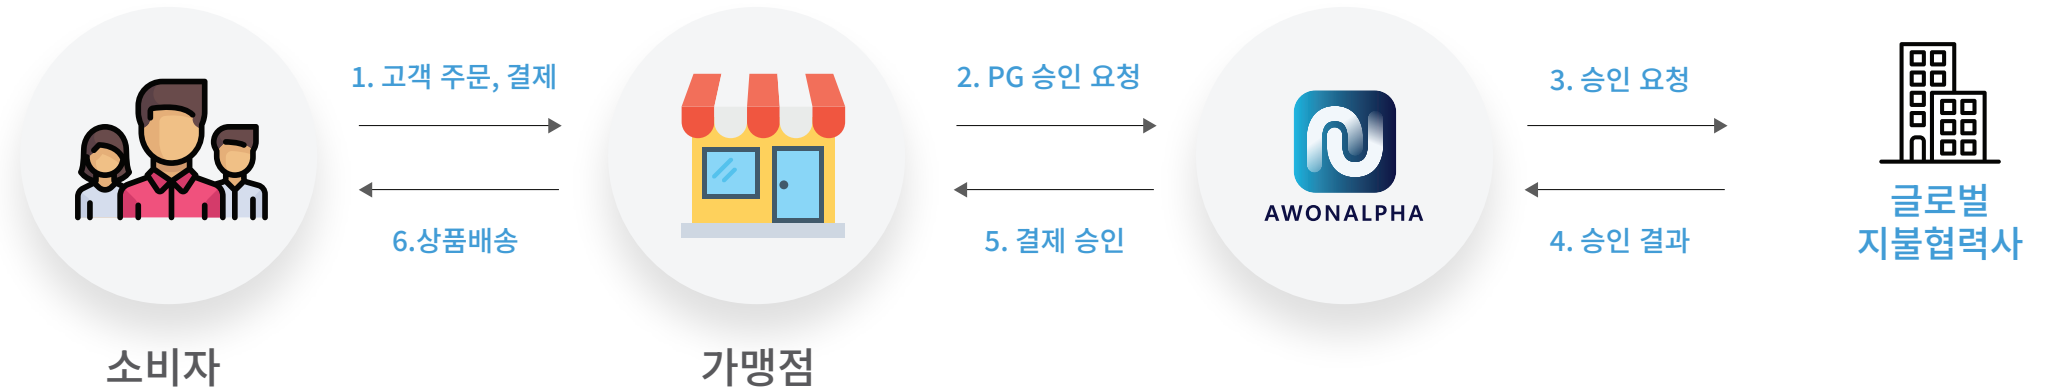 1. 고객 주문, 결제
2. PG 승인 요청
3. 승인 요청
AWONALPHA
글로벌
지불협력사
6.상품배송
5. 결제 승인
4. 승인 결과
소비자
가맹점